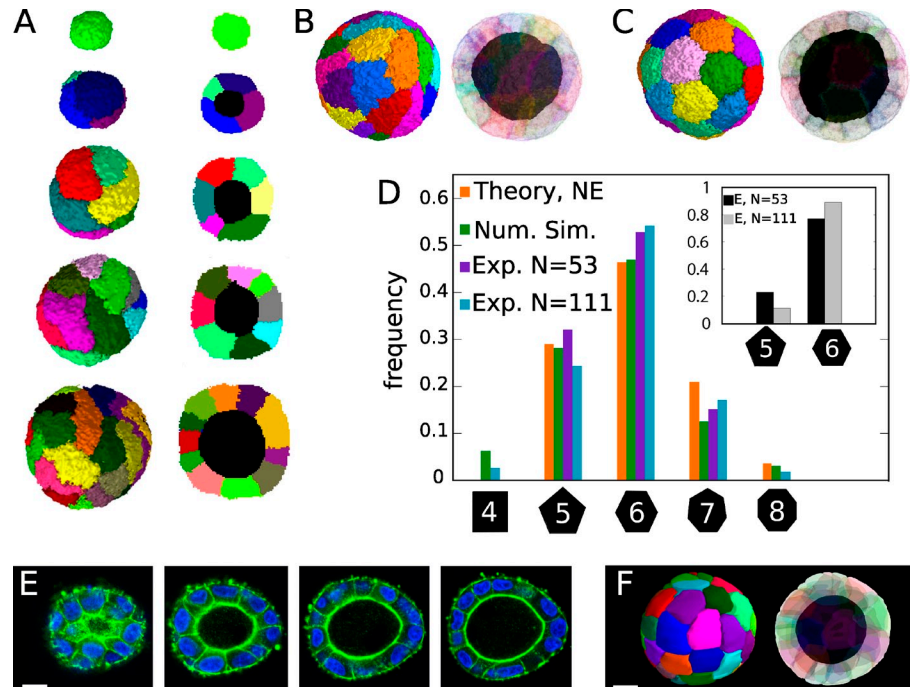 A
B
C
D
0.6
0.5
0.4
0.3
0.2
0.1
0
frequency
Theory, NE
Num. Sim.
Exp. N=53
Exp. N=111
1
0.8
0.6
0.4
0.2
0
E, N=53
E, N=111
5
6
4
5
6
7
8
E
F